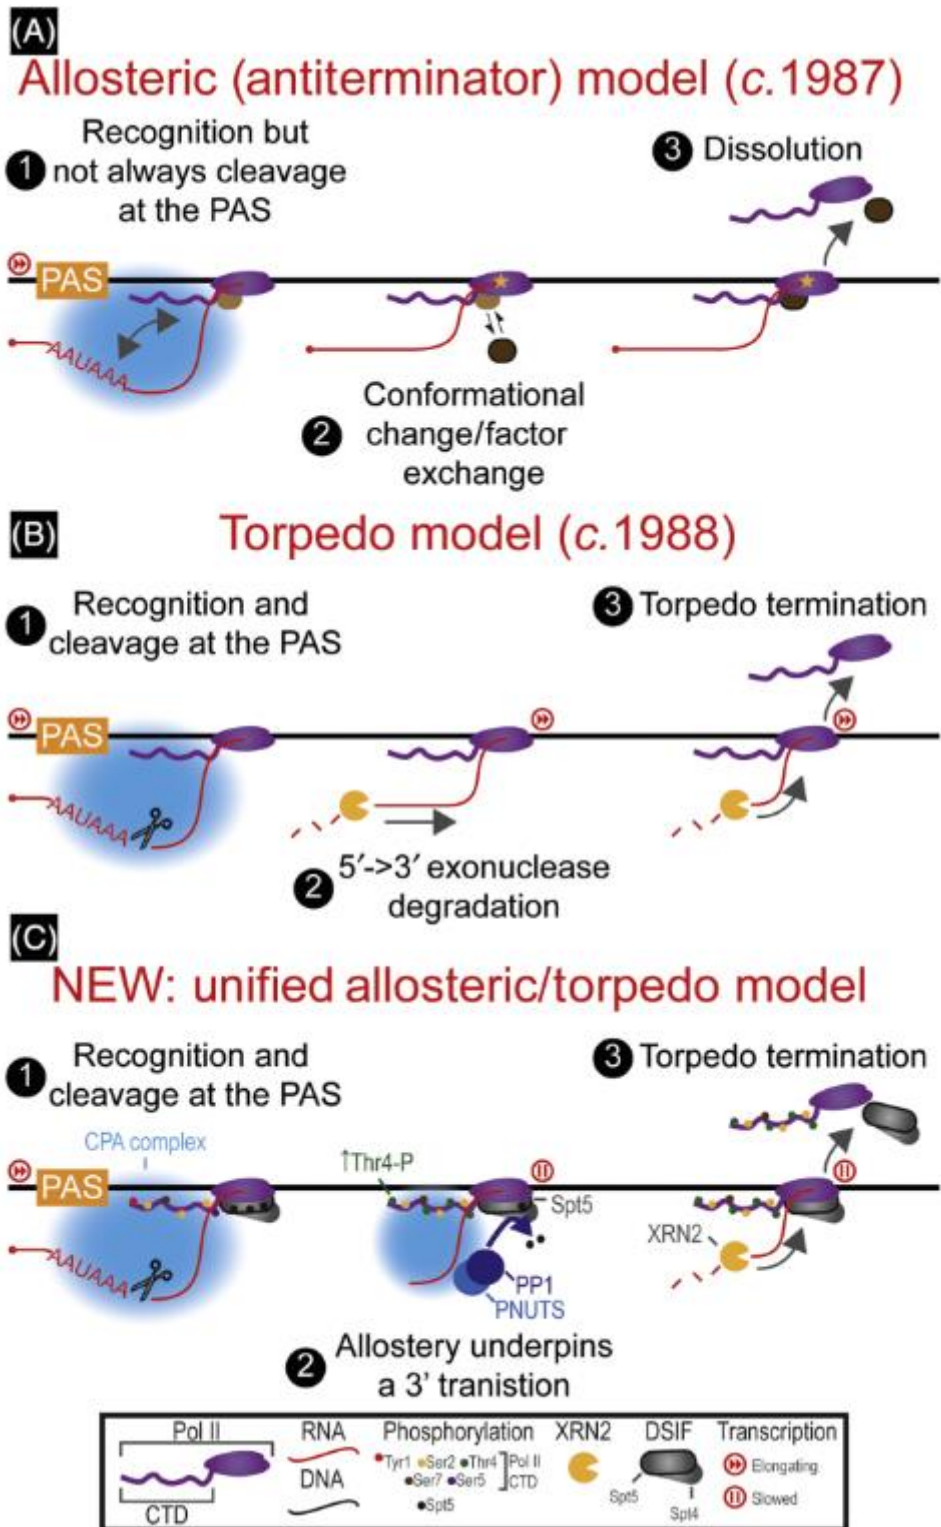 (A)
Allosteric (antiterminator) model (c.1987)
1 Recognition but
not always cleavage
at the PAS
3 Dissolution
PAS
AAUAAA
2 Conformational
change/factor
exchange
(B)
Torpedo model (c.1988)
1 Recognition and
cleavage at the PAS
3 Torpedo termination
PAS
AAUAAA
2 5′->3′ exonuclease
degradation
(C)
NEW: unified allosteric/torpedo model
1 Recognition and
cleavage at the PAS
3 Torpedo termination
CPA complex
↑Thr4-P
PAS
Spt5
XRN2
AAUAAA
PP1
PNUTS
2 Allostery underpins
a 3' tranistion
Pol II
CTD
RNA
DNA
Phosphorylation
Tyr1 Ser2 Thr4 Pol II
Ser7 Ser5 CTD
Spt5
XRN2
DSIF
Spt5
Spt4
Transcription
Elongating
Slowed